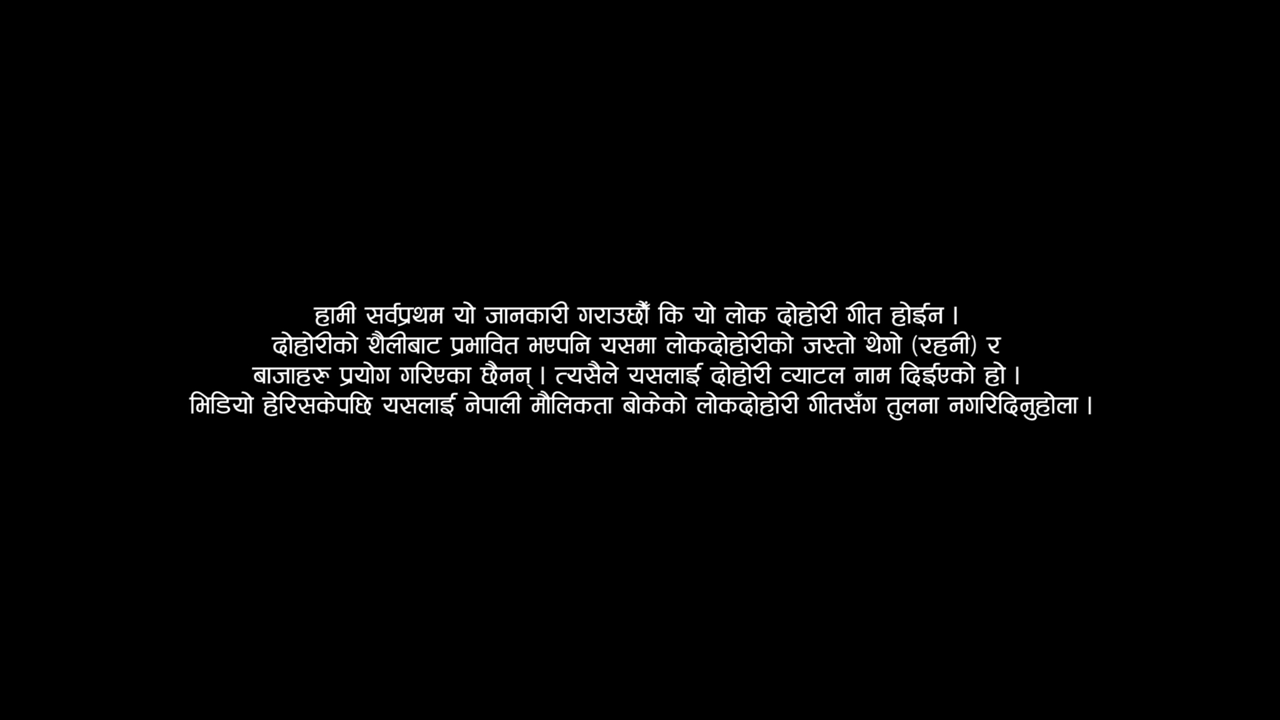 हामी सर्वप्रथम यो जानकारी गराउछौँ कि यो लोक दोहोरी गीत होईन ।
दोहोरीको शैलीबाट प्रभावित भएपनि यसमा लोकदोहोरीको जस्तो थेगो (रहनी) र
बाजाहरू प्रयोग गरिएका छैनन् । त्यसैले यसलाई दोहोरी ब्याटल नाम दिईएको हो ।
भिडियो हेरिसकेपछि यसलाई नेपाली मौलिकता बोकेको लोकदोहोरी गीतसँग तुलना नगरिदिनुहोला ।